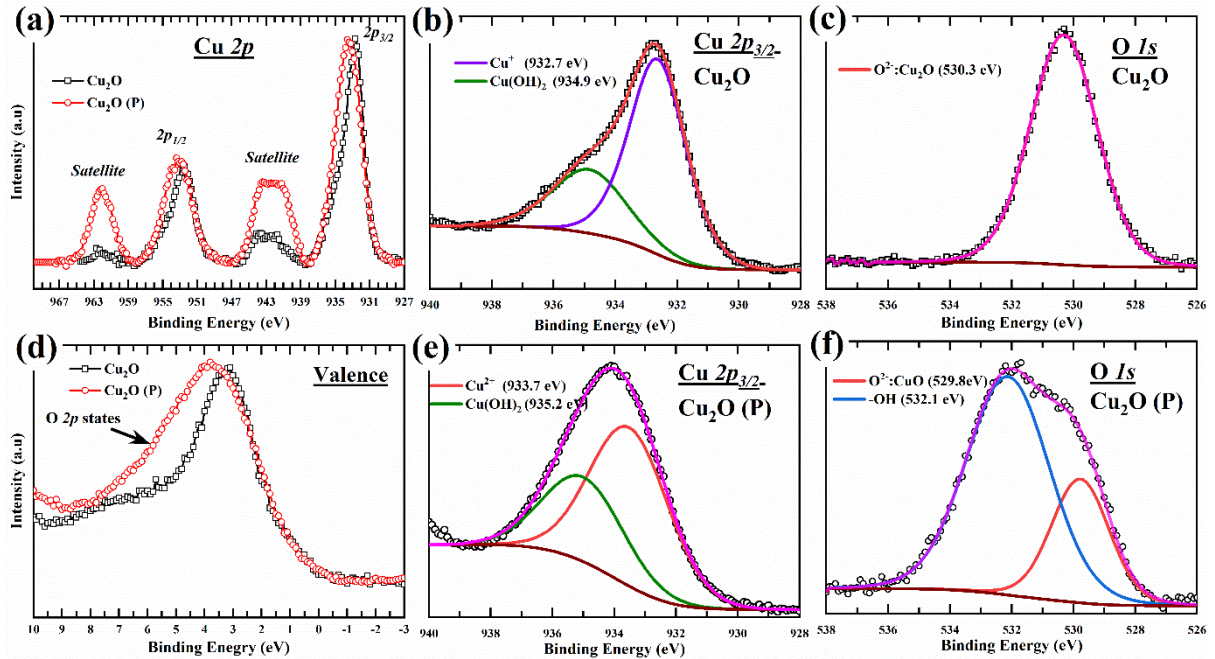 (a)
Cu 2p
2p3/2
Cu2O
Cu2O (P)
2p1/2
Satellite
Satellite
Intensity (a.u)
967 963 959 955 951 947 943 939 935 931 927
Binding Energy (eV)
(b)
Cu 2p3/2-
Cu2O
Cu+ (932.7 eV)
Cu(OH)2 (934.9 eV)
940 938 936 934 932 930 928
Binding Energy (eV)
(c)
O 1s
Cu2O
O2-:Cu2O (530.3 eV)
538 536 534 532 530 528 526
Binding Energy (eV)
(d)
Cu2O
Cu2O (P)
Valence
O 2p states
Intensity (a.u)
10 9 8 7 6 5 4 3 2 1 0 -1 -2 -3
Binding Enegry (eV)
(e)
Cu 2p3/2-
Cu2O (P)
Cu2+ (933.7 eV)
Cu(OH)2 (935.2 eV)
940 938 936 934 932 930 928
Binding Energy (eV)
(f)
O 1s
Cu2O (P)
O2-:CuO (529.8eV)
-OH (532.1 eV)
538 536 534 532 530 528 526
Binding Energy (eV)